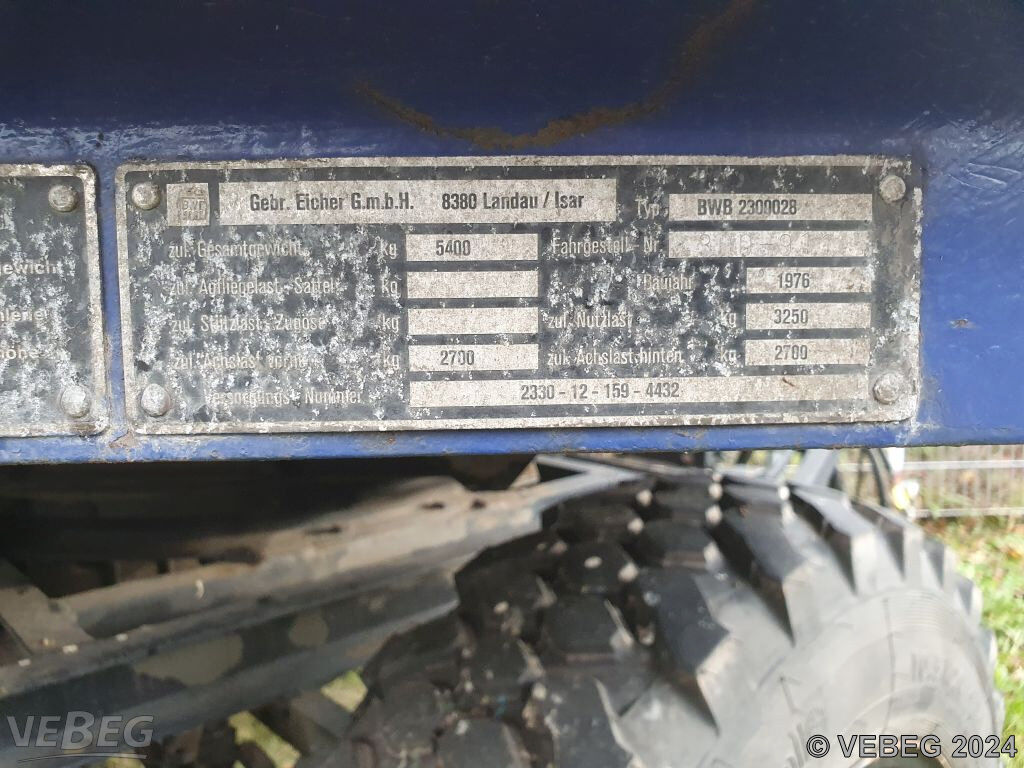 Gebr. Eicher G.m.b.H. 8380 Landau / Isar Typ BWB 2300028
zul. Gesamtgewicht kg 5400 Fahrgestell - Nr.
zul. Aufliegelast - Sattel kg Baujahr 1976
zul. Stützlast - Zugöse kg zul. Nutzlast kg 3250
zul. Achslast vorne kg 2700 zul. Achslast hinten kg 2700
Versorgungs - Nummer 2330 - 12 - 159 - 4432
VEBEG
© VEBEG 2024